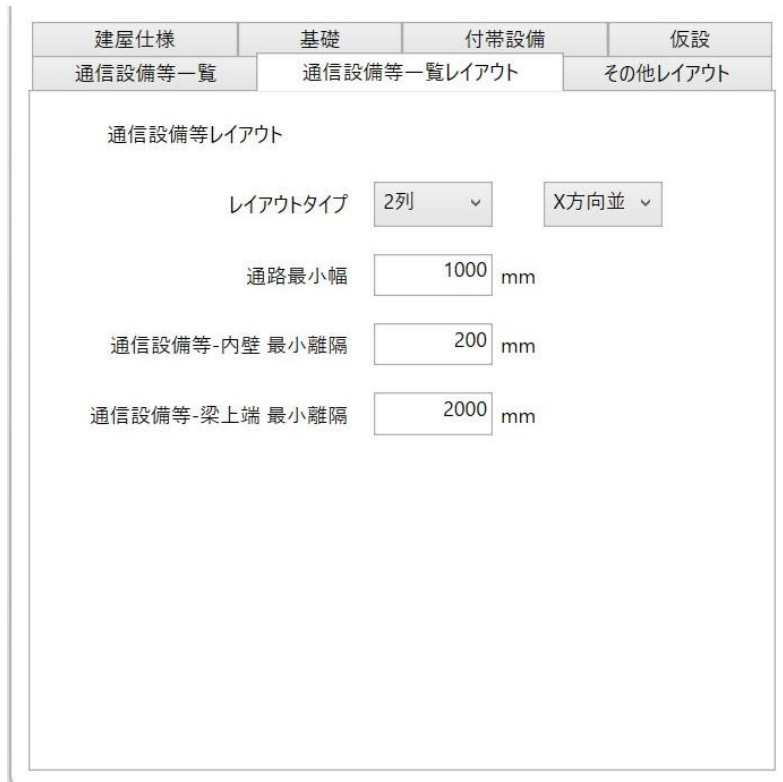 建屋仕様 基礎 付帯設備 仮設
通信設備等一覧 通信設備等一覧レイアウト その他レイアウト
通信設備等レイアウト
レイアウトタイプ 2列 X方向並
通路最小幅 1000 mm
通信設備等-内壁 最小離隔 200 mm
通信設備等-梁上端 最小離隔 2000 mm